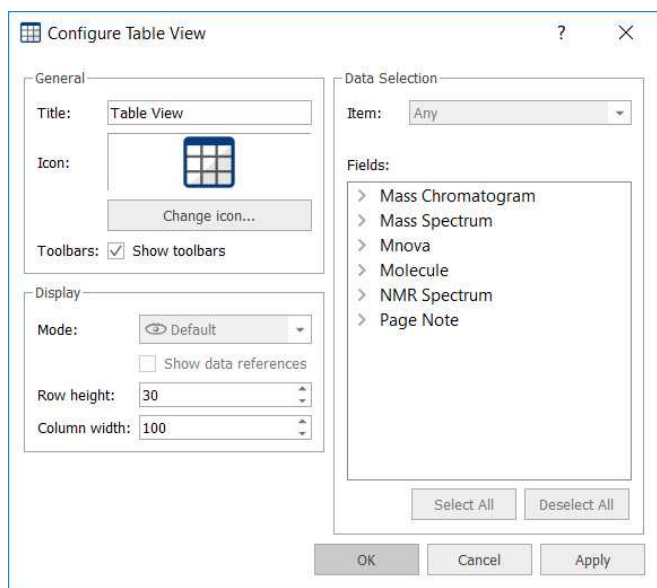 Configure Table View
?
General
Title: Table View
Icon:
Change icon...
Toolbars: Show toolbars
Display
Mode: Default
Show data references
Row height: 30
Column width: 100
Data Selection
Item: Any
Fields:
Mass Chromatogram
Mass Spectrum
Mnova
Molecule
NMR Spectrum
Page Note
Select All
Deselect All
OK
Cancel
Apply